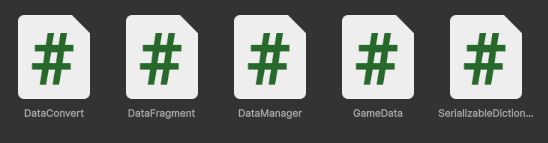 DataConvert
DataFragment
DataManager
GameData
SerializableDiction...